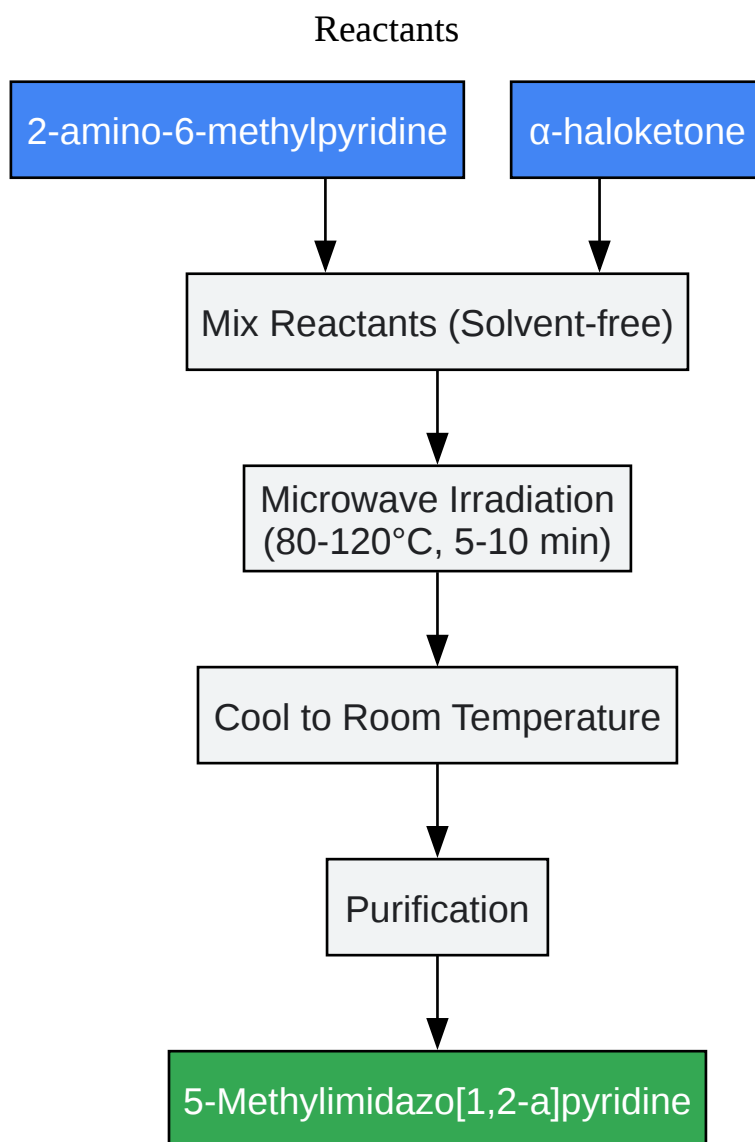 Reactants
2-amino-6-methylpyridine
α-haloketone
Mix Reactants (Solvent-free)
Microwave Irradiation
(80-120°C, 5-10 min)
Cool to Room Temperature
Purification
5-Methylimidazo[1,2-a]pyridine